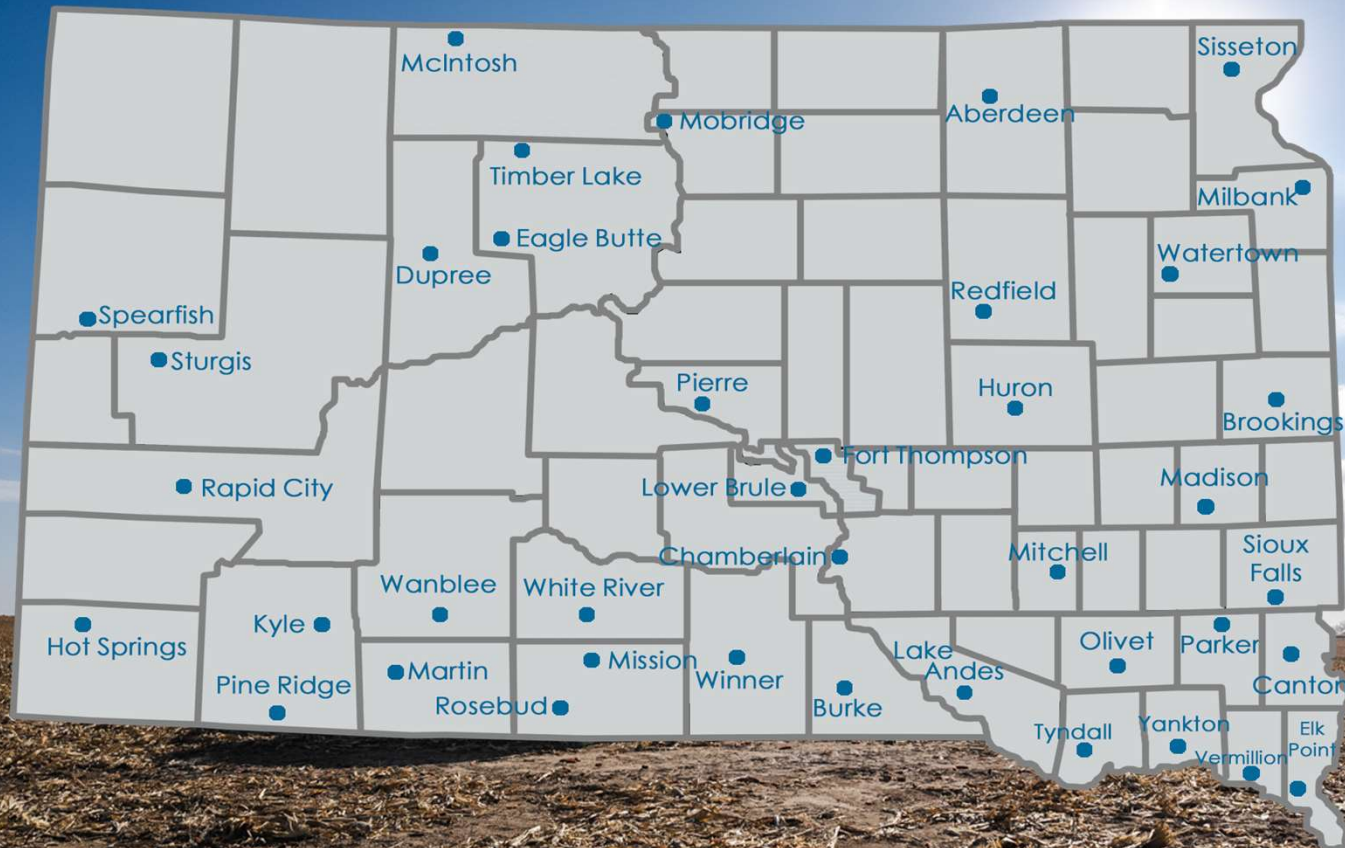 McIntosh
Sisseton
Mobridge
Aberdeen
Timber Lake
Milbank
Eagle Butte
Dupree
Watertown
Redfield
Spearfish
Sturgis
Pierre
Huron
Brookings
Fort Thompson
Rapid City
Lower Brule
Madison
Chamberlain
Mitchell
Sioux
Falls
Wanblee
White River
Kyle
Hot Springs
Olivet
Parker
Lake
Andes
Martin
Mission
Winner
Pine Ridge
Rosebud
Burke
Canton
Tyndall
Yankton
Elk
Point
Vermillion